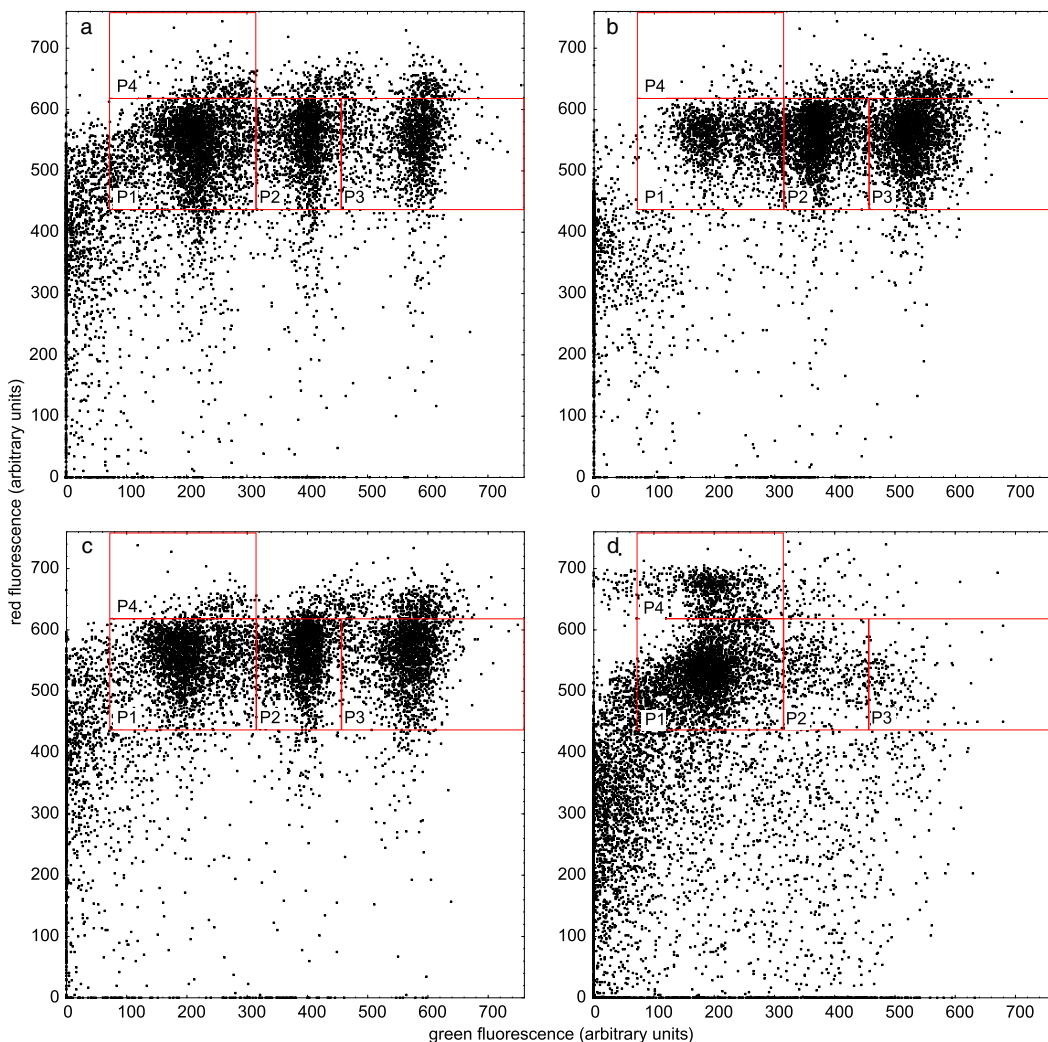 a
700
600
500
400
300
200
100
0
P4
P1
P2
P3
0 100 200 300 400 500 600 700
b
700
600
500
400
300
200
100
0
P4
P1
P2
P3
0 100 200 300 400 500 600 700
red fluorescence (arbitrary units)
c
700
600
500
400
300
200
100
0
P4
P1
P2
P3
0 100 200 300 400 500 600 700
d
700
600
500
400
300
200
100
0
P4
P1
P2
P3
0 100 200 300 400 500 600 700
green fluorescence (arbitrary units)